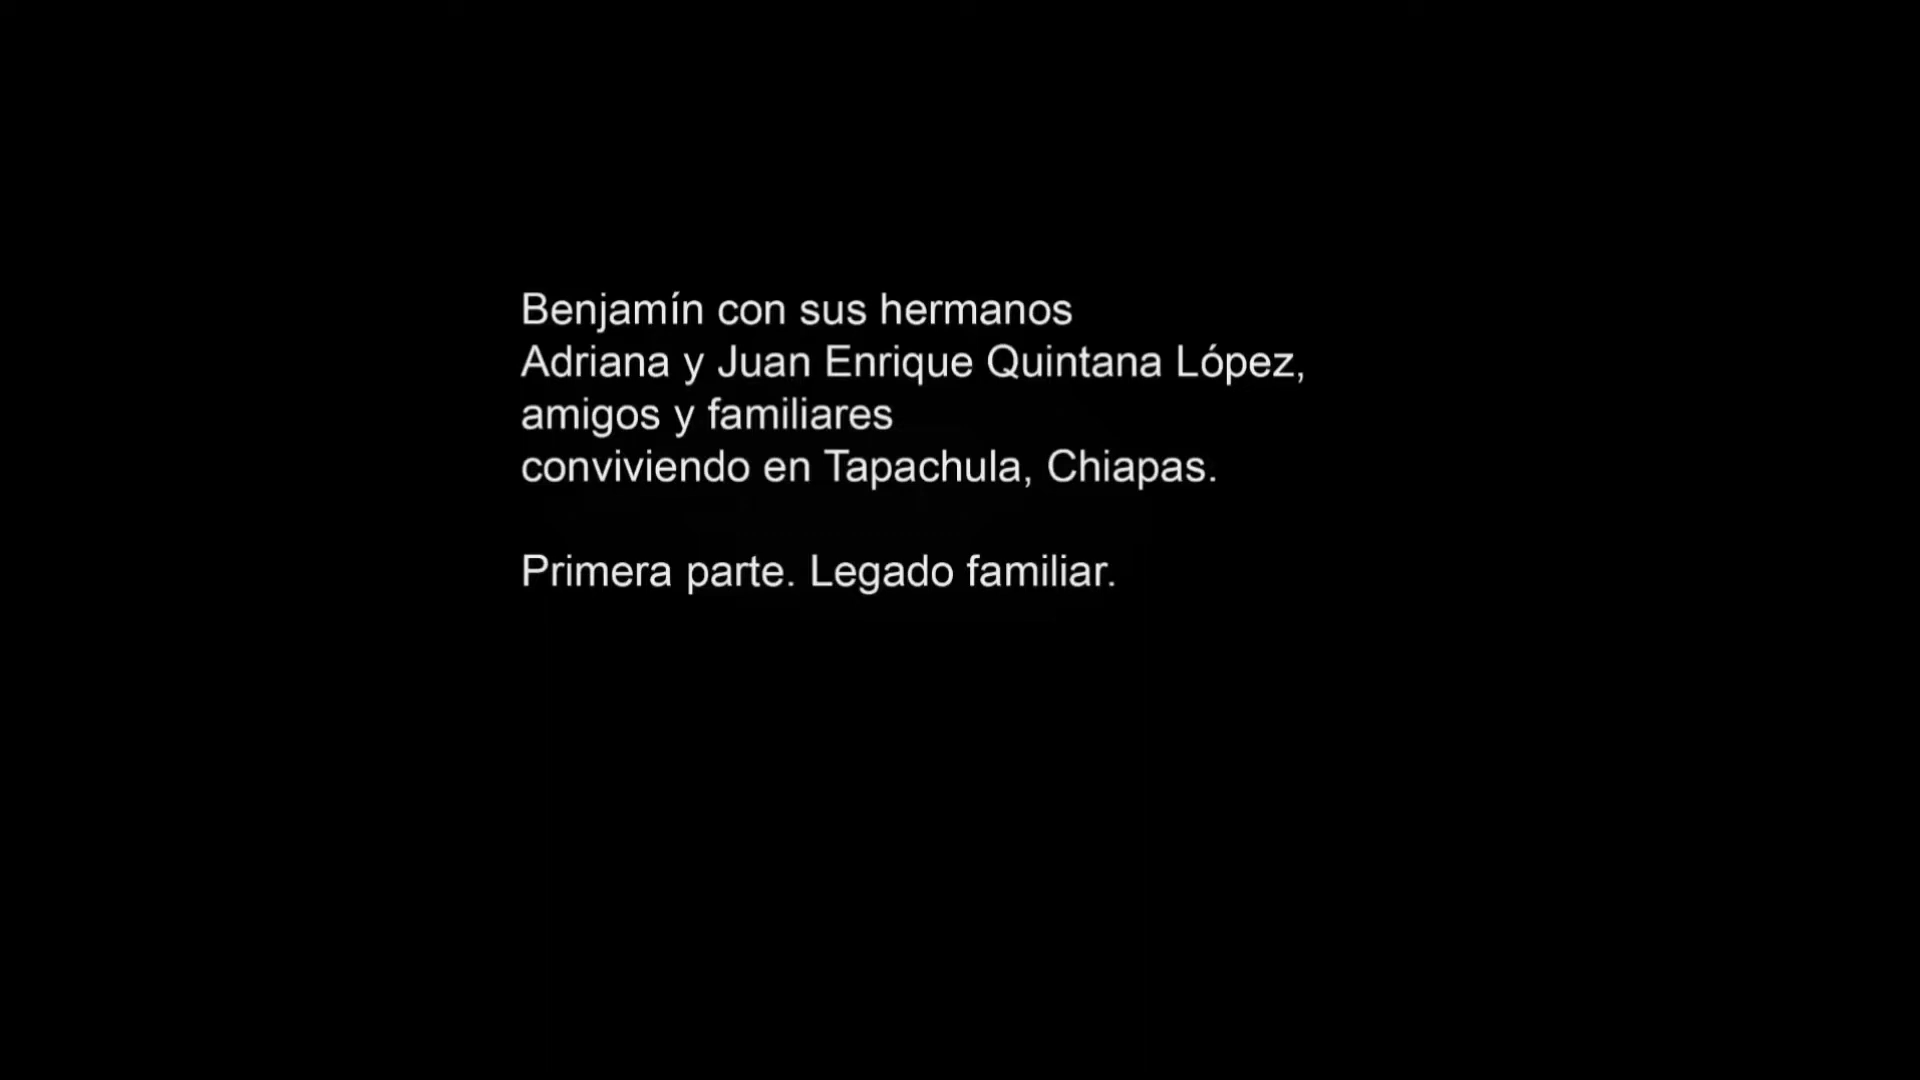 Benjamín con sus hermanos
Adriana y Juan Enrique Quintana López,
amigos y familiares
conviviendo en Tapachula, Chiapas.
Primera parte. Legado familiar.